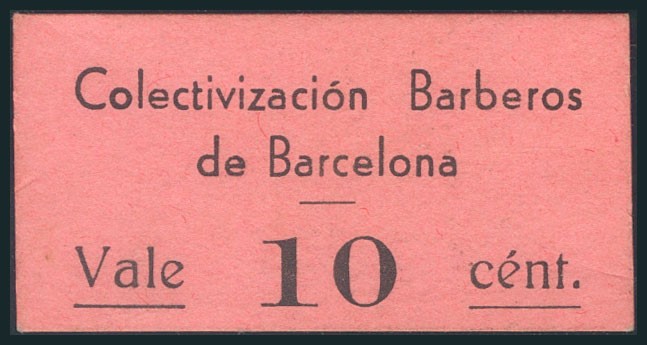 Colectivización Barberos
de Barcelona
Vale 10 cént.